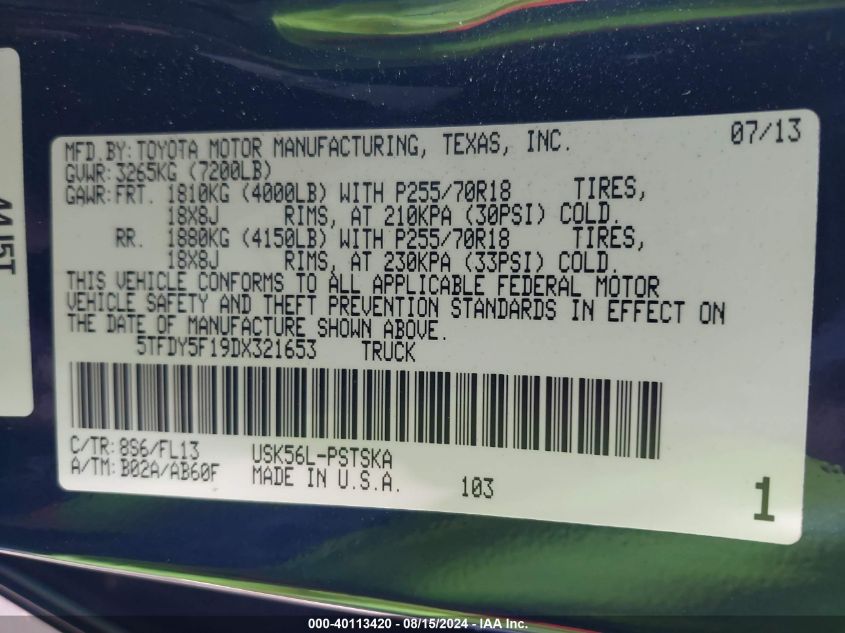 MFD.BY:TOYOTA MOTOR MANUFACTURING, TEXAS, INC. 07/13
GVWR:3265KG (7200LB)
GAWR:FRT. 1810KG (4000LB) WITH P255/70R18 TIRES,
18X8J RIMS, AT 210KPA (30PSI) COLD.
RR. 1880KG (4150LB) WITH P255/70R18 TIRES,
18X8J RIMS, AT 230KPA (33PSI) COLD.
THIS VEHICLE CONFORMS TO ALL APPLICABLE FEDERAL MOTOR
VEHICLE SAFETY AND THEFT PREVENTION STANDARDS IN EFFECT ON
THE DATE OF MANUFACTURE SHOWN ABOVE.
5TFDY5F19DX321653 TRUCK
C/TR:8S6/FL13 USK56L-PSTSKA
A/TM:B02A/AB60F MADE IN U.S.A. 103
1
000-40113420 - 08/15/2024 - IAA Inc.